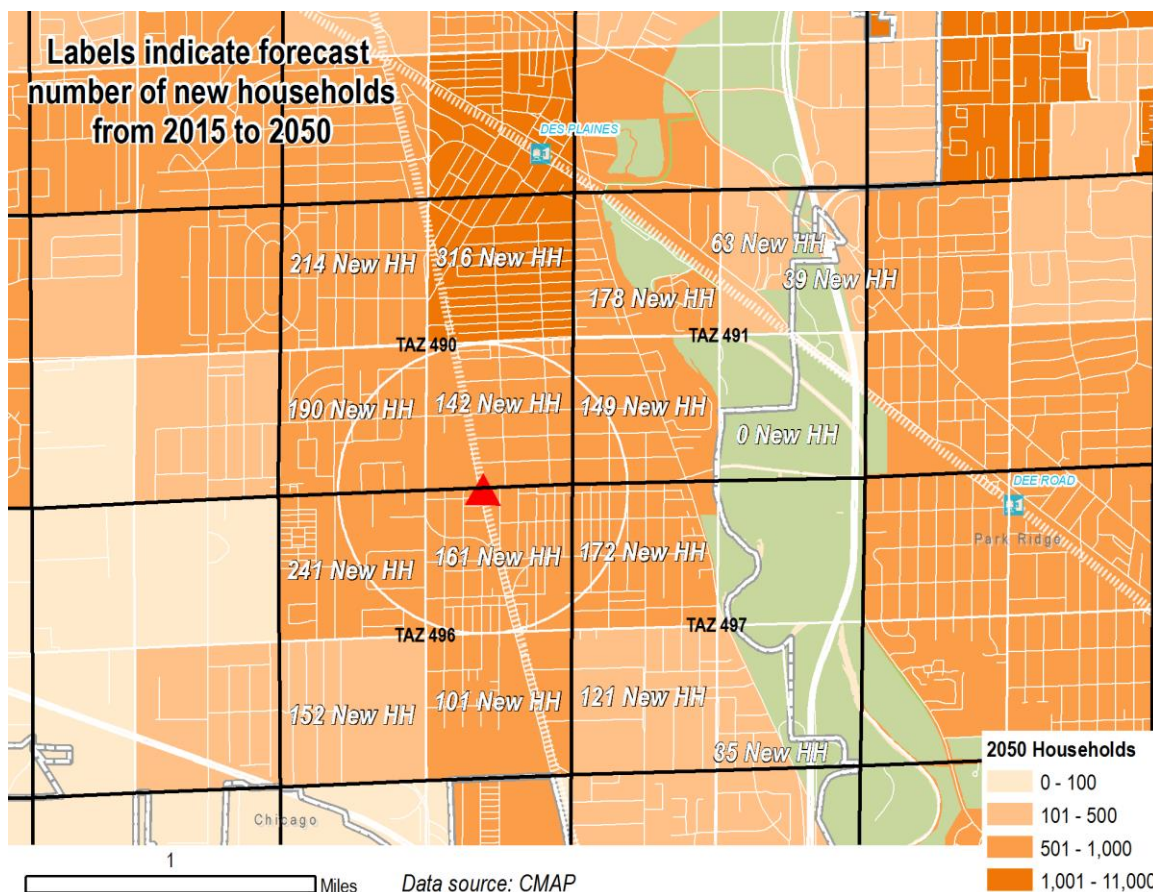 Labels indicate forecast
number of new households
from 2015 to 2050
DES PLAINES
214 New HH
316 New HH
63 New HH
39 New HH
178 New HH
TAZ 490
TAZ 491
190 New HH
142 New HH
149 New HH
0 New HH
DEE ROAD
Park Ridge
241 New HH
161 New HH
172 New HH
TAZ 496
TAZ 497
152 New HH
101 New HH
121 New HH
35 New HH
Chicago
2050 Households
0 - 100
101 - 500
501 - 1,000
1,001 - 11,000
1
Miles
Data source: CMAP